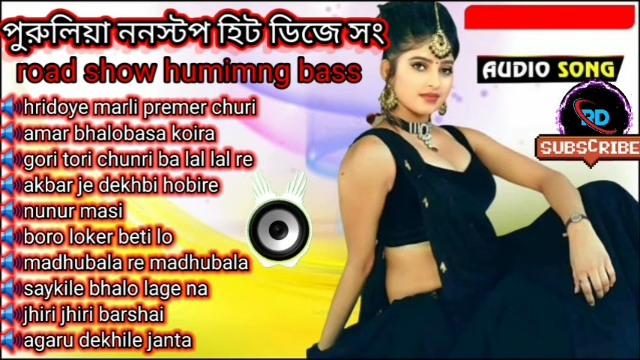 পুরুলিয়া ননস্টপ হিট ডিজে সং
road show humimng bass
AUDIO SONG
hridoye marli premer churi
amar bhalobasa koira
gori tori chunri ba lal lal re
akbar je dekhbi hobire
nunur masi
boro loker beti lo
madhubala re madhubala
saykile bhalo lage na
jhiri jhiri barshai
agaru dekhile janta
RD
SUBSCRIBE